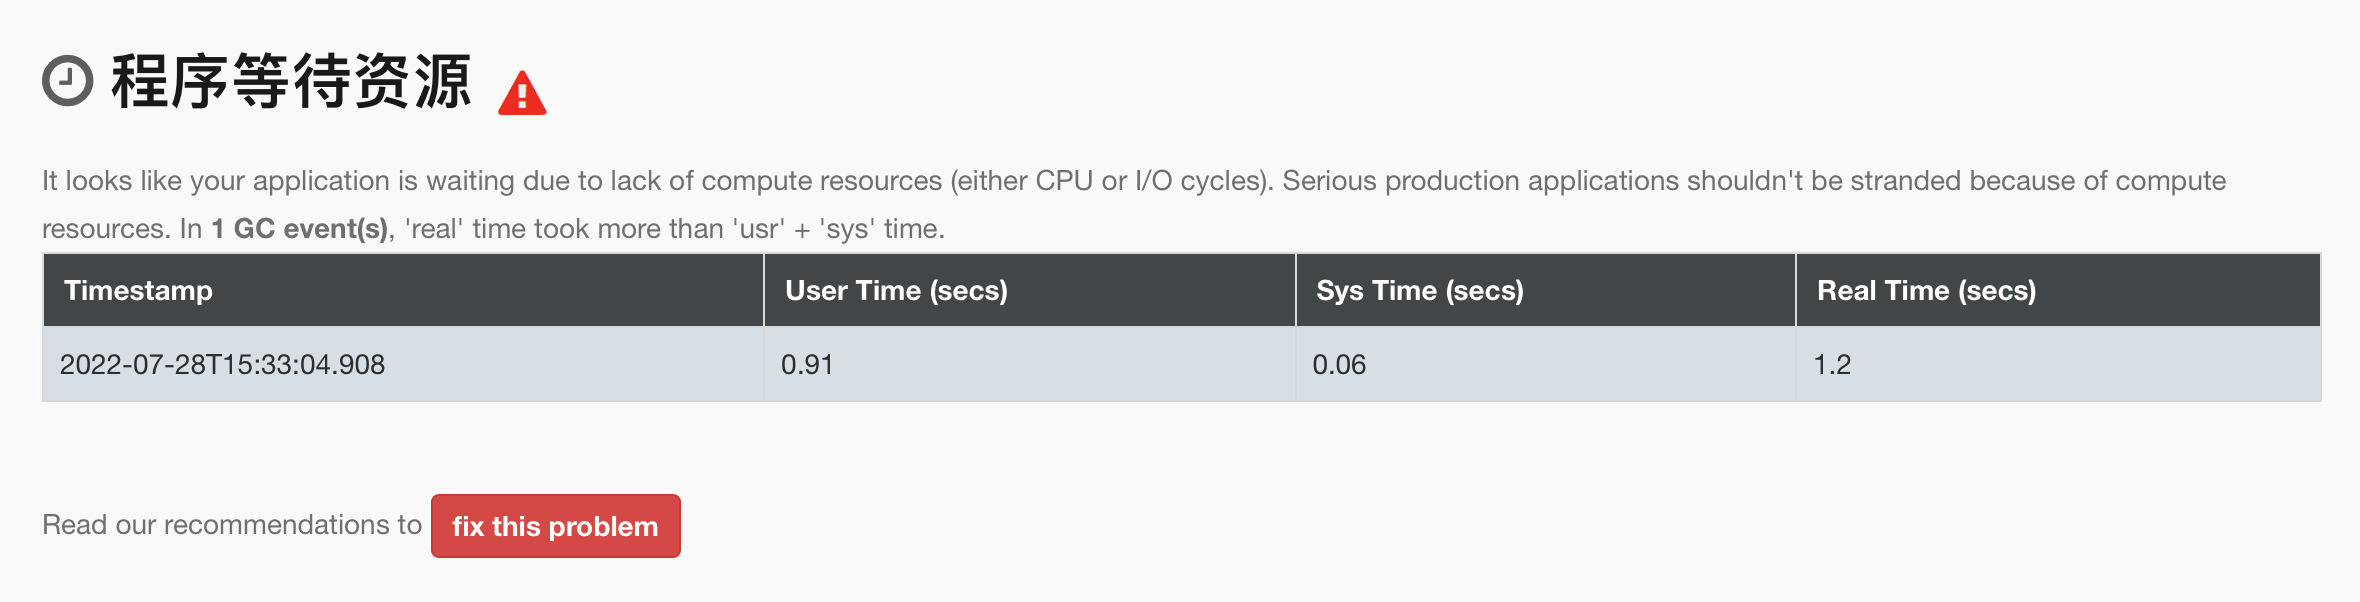 程序等待资源
It looks like your application is waiting due to lack of compute resources (either CPU or I/O cycles). Serious production applications shouldn't be stranded because of compute
resources. In 1 GC event(s), 'real' time took more than 'usr' + 'sys' time.
Timestamp User Time (secs) Sys Time (secs) Real Time (secs)
2022-07-28T15:33:04.908 0.91 0.06 1.2
Read our recommendations to fix this problem